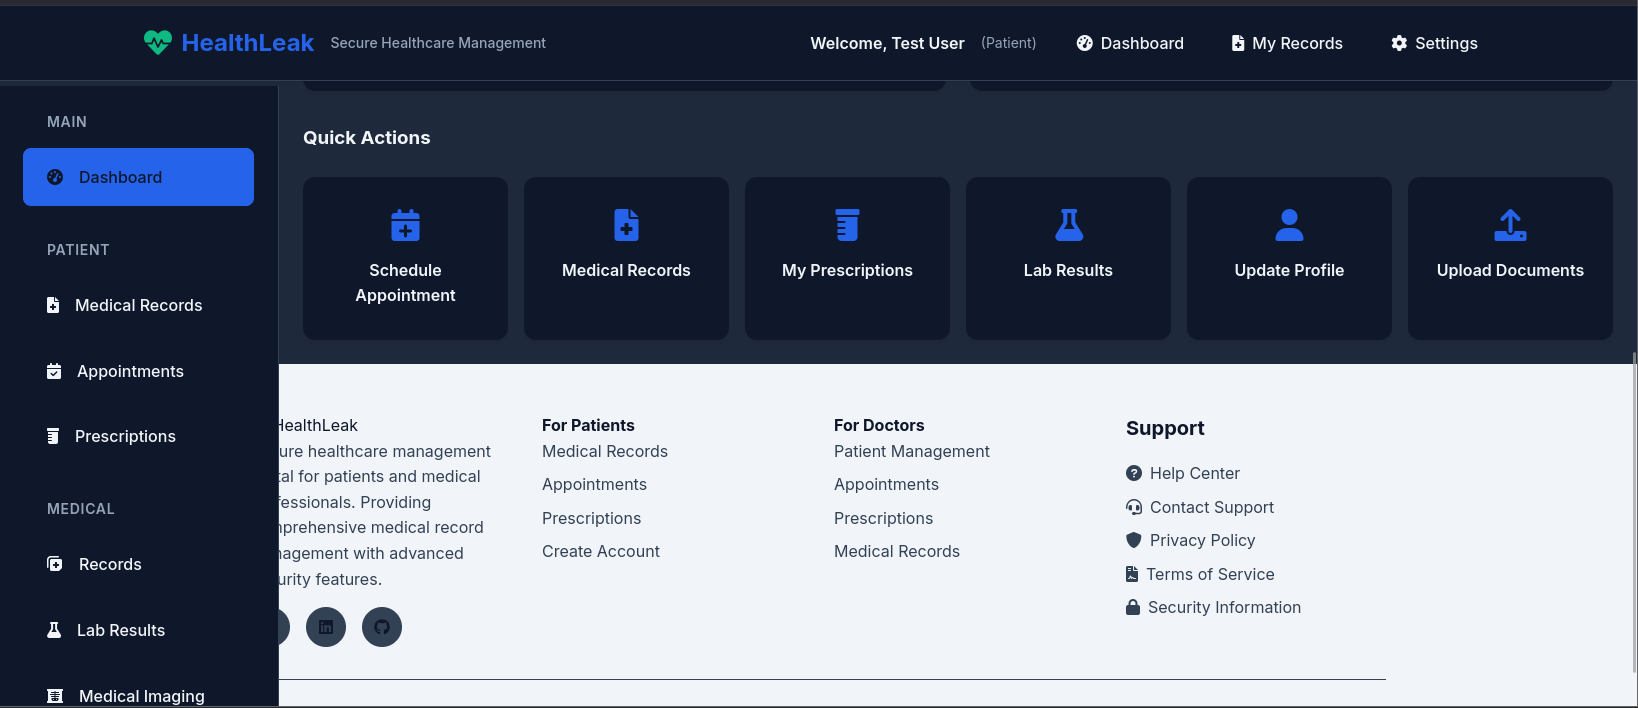 HealthLeak
Secure Healthcare Management
Welcome, Test User
(Patient)
Dashboard
My Records
Settings
MAIN
Dashboard
PATIENT
Medical Records
Appointments
Prescriptions
MEDICAL
Records
Lab Results
Medical Imaging
Quick Actions
Schedule
Appointment
Medical Records
My Prescriptions
Lab Results
Update Profile
Upload Documents
HealthLeak
ure healthcare management
tal for patients and medical
fessionals. Providing
prehensive medical record
nagement with advanced
urity features.
For Patients
Medical Records
Appointments
Prescriptions
Create Account
For Doctors
Patient Management
Appointments
Prescriptions
Medical Records
Support
Help Center
Contact Support
Privacy Policy
Terms of Service
Security Information